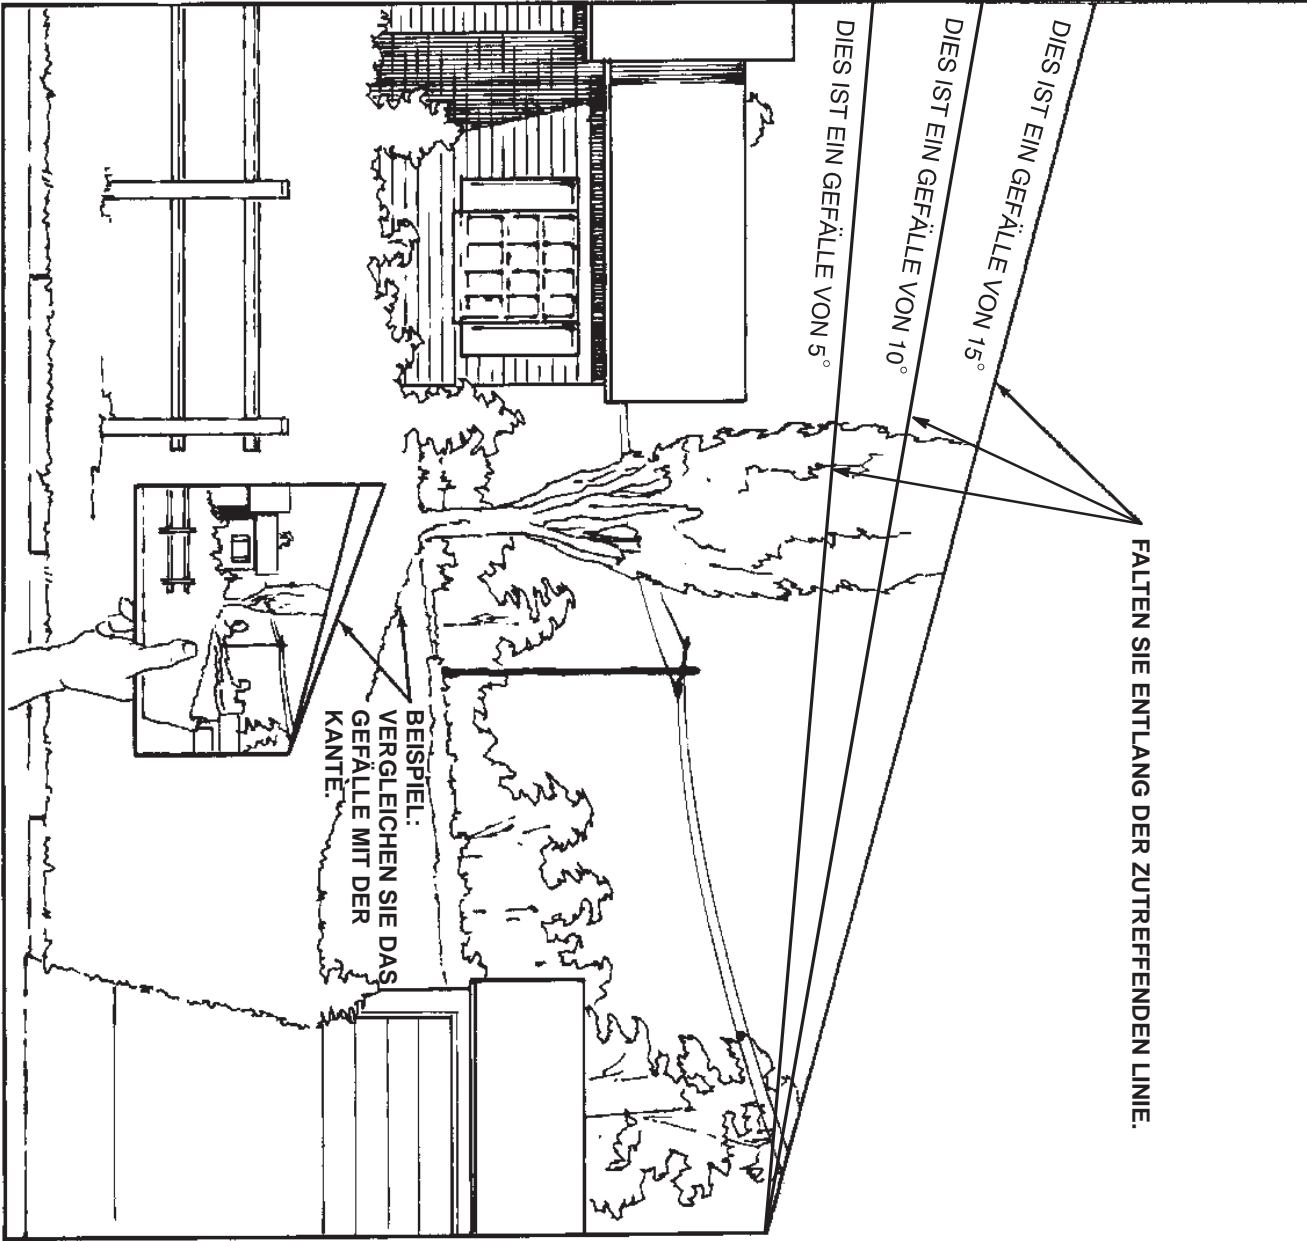 FALTEN SIE ENTLANG DER ZUTREFFENDEN LINIE.
DIES IST EIN GEFÄLLE VON 15°
DIES IST EIN GEFÄLLE VON 10°
DIES IST EIN GEFÄLLE VON 5°
BEISPIEL:
VERGLEICHEN SIE DAS
GEFÄLLE MIT DER
KANTE.